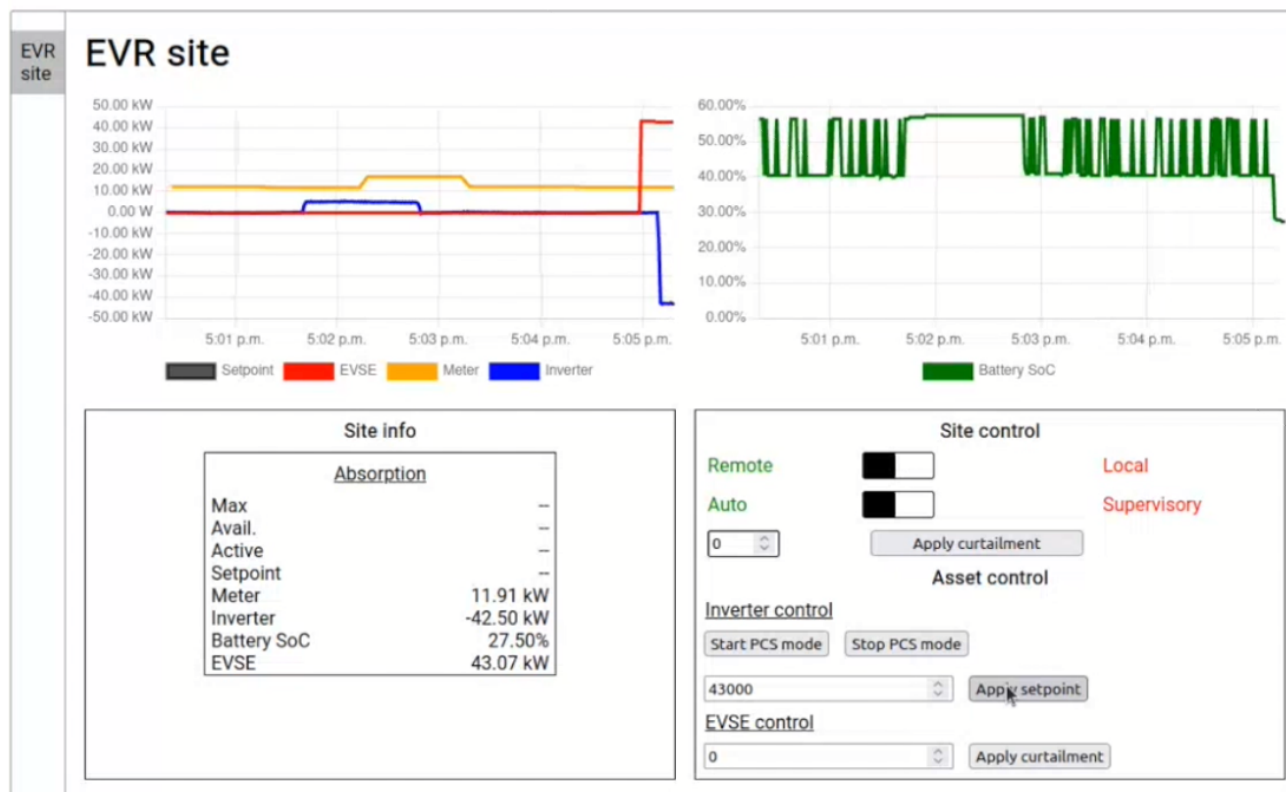 EVR
site
EVR site
50.00 kW
40.00 kW
30.00 kW
20.00 kW
10.00 kW
0.00 W
-10.00 kW
-20.00 kW
-30.00 kW
-40.00 kW
-50.00 kW
5:01 p.m. 5:02 p.m. 5:03 p.m. 5:04 p.m. 5:05 p.m.
Setpoint EVSE Meter Inverter
60.00%
50.00%
40.00%
30.00%
20.00%
10.00%
0.00%
5:01 p.m. 5:02 p.m. 5:03 p.m. 5:04 p.m. 5:05 p.m.
Battery SoC
Site info
Absorption
Max --
Avail. --
Active --
Setpoint --
Meter 11.91 kW
Inverter -42.50 kW
Battery SoC 27.50%
EVSE 43.07 kW
Site control
Remote Local
Auto Supervisory
0 Apply curtailment
Asset control
Inverter control
Start PCS mode Stop PCS mode
43000 Apply setpoint
EVSE control
0 Apply curtailment